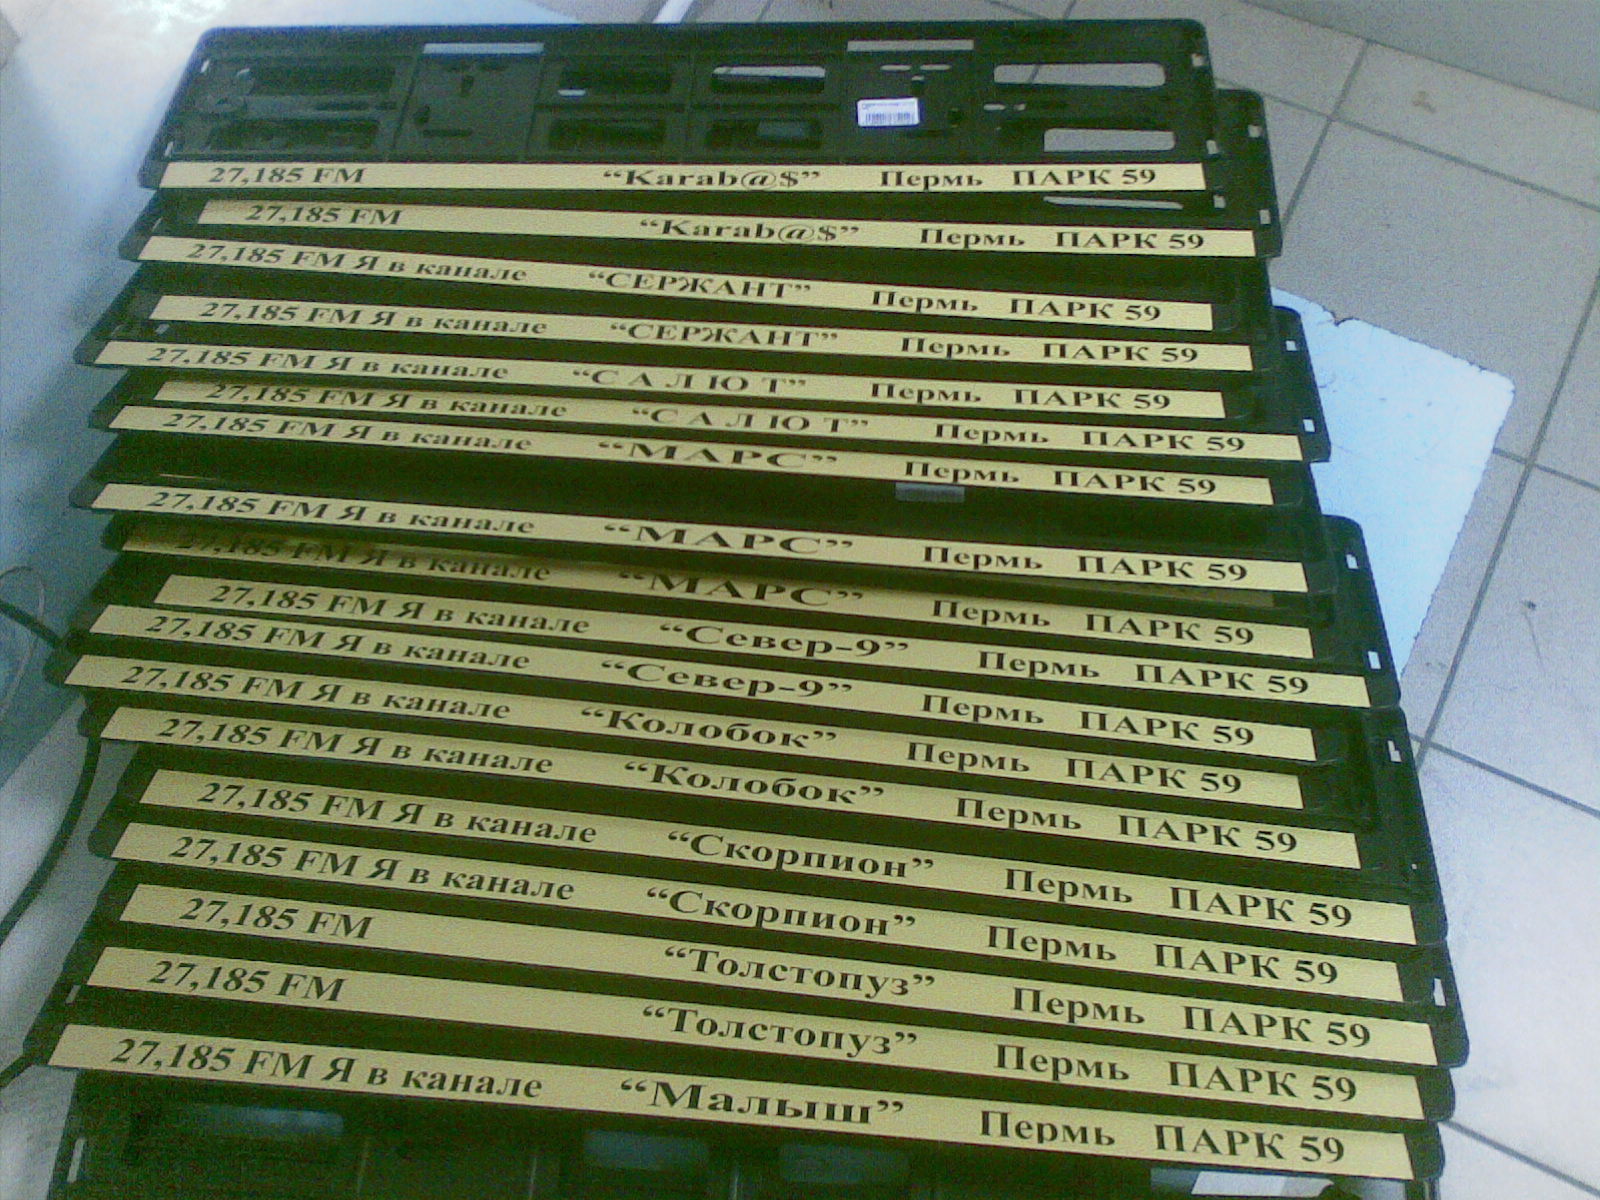 27,185 FM “Karab@$” Пермь ПАРК 59
27,185 FM “Karab@$” Пермь ПАРК 59
27,185 FM Я в канале “СЕРЖАНТ” Пермь ПАРК 59
27,185 FM Я в канале “СЕРЖАНТ” Пермь ПАРК 59
27,185 FM Я в канале “С А Л Ю Т” Пермь ПАРК 59
27,185 FM Я в канале “С А Л Ю Т” Пермь ПАРК 59
27,185 FM Я в канале “МАРС” Пермь ПАРК 59
27,185 FM Я в канале “МАРС” Пермь ПАРК 59
27,185 FM Я в канале “МАРС” Пермь ПАРК 59
27,185 FM Я в канале “Север-9” Пермь ПАРК 59
27,185 FM Я в канале “Север-9” Пермь ПАРК 59
27,185 FM Я в канале “Колобок” Пермь ПАРК 59
27,185 FM Я в канале “Колобок” Пермь ПАРК 59
27,185 FM Я в канале “Скорпион” Пермь ПАРК 59
27,185 FM Я в канале “Скорпион” Пермь ПАРК 59
27,185 FM “Толстопуз” Пермь ПАРК 59
27,185 FM “Толстопуз” Пермь ПАРК 59
27,185 FM Я в канале “Малыш” Пермь ПАРК 59